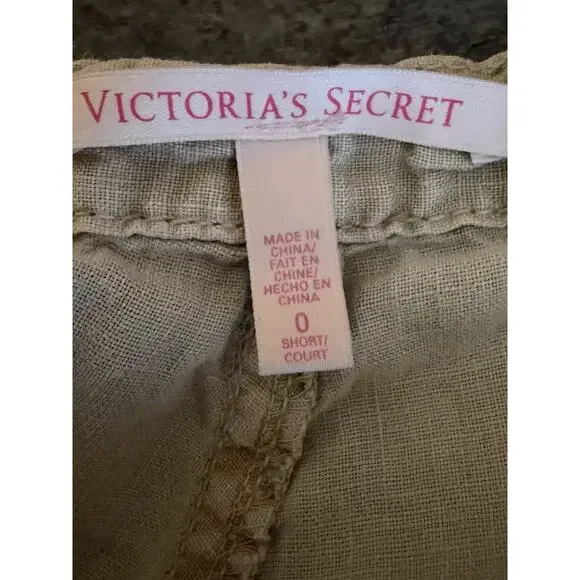 VICTORIA'S SECRET
MADE IN
CHINA/
FAIT EN
CHINE/
HECHO EN
CHINA
0
SHORT/
COURT